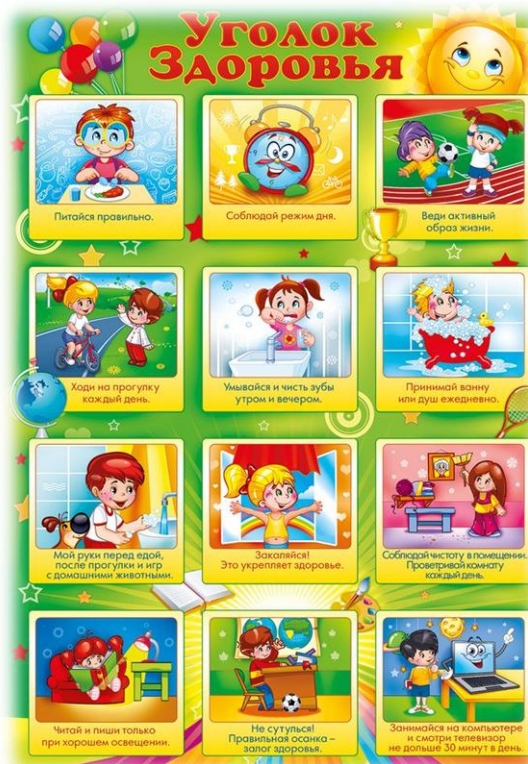 Уголок
Здоровья
Питайся правильно.
Соблюдай режим дня.
Веди активный
образ жизни.
Ходи на прогулку
каждый день.
Умывайся и чисть зубы
утром и вечером.
Принимай ванну
или душ ежедневно.
Мой руки перед едой,
после прогулки и игр
с домашними животными.
Закаляйся!
Это укрепляет здоровье.
Соблюдай чистоту в помещении.
Проветривай комнату
каждый день.
Читай и пиши только
при хорошем освещении.
Не сутулься!
Правильная осанка –
залог здоровья.
Занимайся на компьютере
и смотри телевизор
не дольше 30 минут в день.